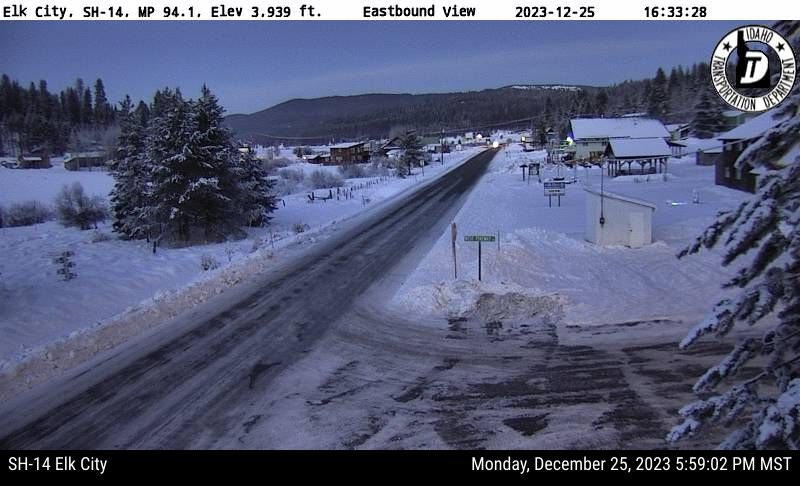 Elk City, SH-14, MP 94.1, Elev 3,939 ft. Eastbound View 2023-12-25 16:33:28
IDAHO
TRANSPORTATION DEPARTMENT
SH-14 Elk City
Monday, December 25, 2023 5:59:02 PM MST